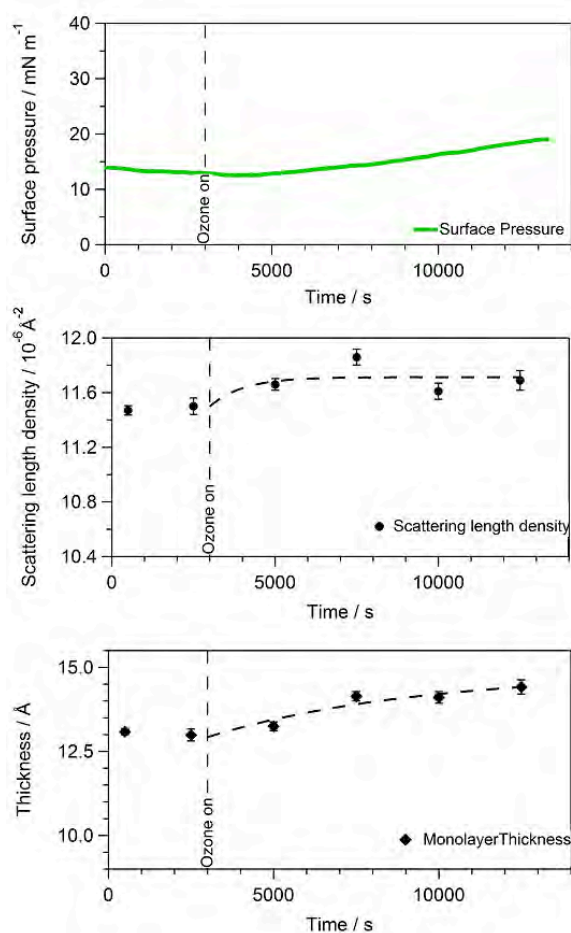 Surface pressure / mN m-1
40
30
20
10
0
Ozone on
Surface Pressure
0
5000
10000
Time / s
Scattering length density / 10-6 Å-2
12.0
11.6
11.2
10.8
10.4
Ozone on
Scattering length density
0
5000
10000
Time / s
Thickness / Å
15.0
12.5
10.0
Ozone on
MonolayerThickness
0
5000
10000
Time / s